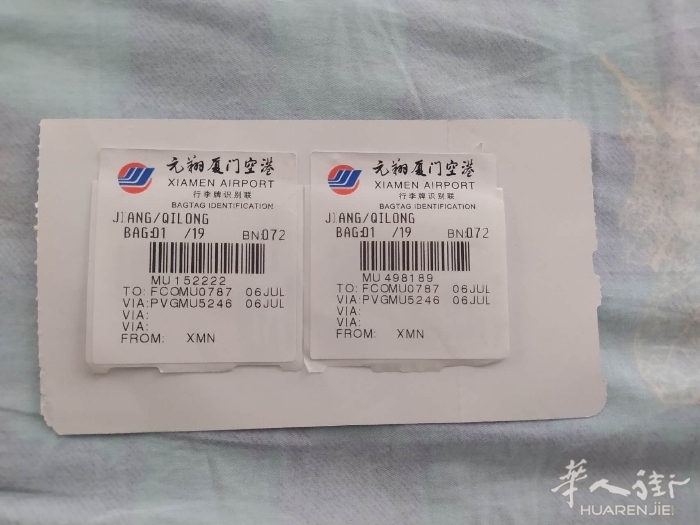 元翔厦门空港
XIAMEN AIRPORT
行李牌识别联
BAGTAG IDENTIFICATION
JIANG/QILONG
BAG:01 /19 BN:072
MU152222
TO: FCOMU0787 06JUL
VIA:PVGMU5246 06JUL
VIA:
VIA:
FROM: XMN
元翔厦门空港
XIAMEN AIRPORT
行李牌识别联
BAGTAG IDENTIFICATION
JIANG/QILONG
BAG:01 /19 BN:072
MU498189
TO: FCOMU0787 06JUL
VIA:PVGMU5246 06JUL
VIA:
VIA:
FROM: XMN
华人街
HUARENJIE